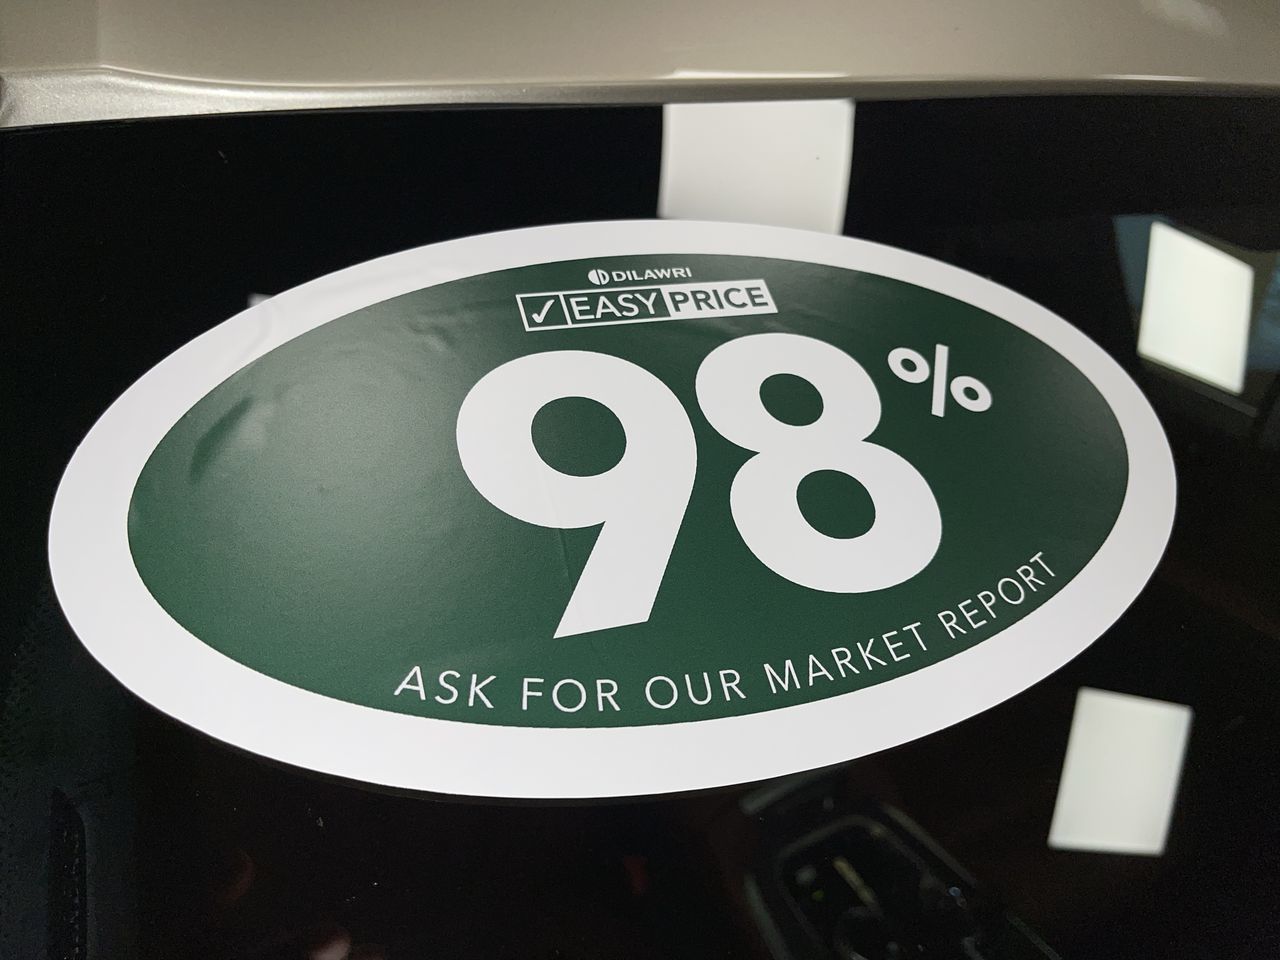 DILAWRI
✓ EASY PRICE
98%
ASK FOR OUR MARKET REPORT